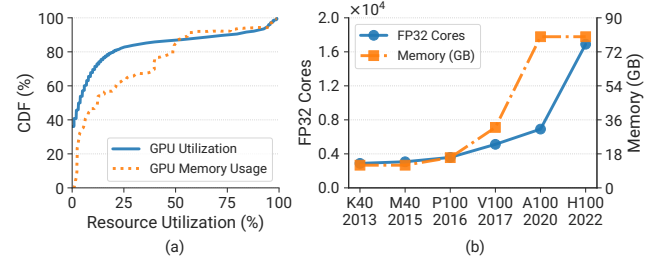 100
80
60
40
20
0
CDF (%)
GPU Utilization
GPU Memory Usage
0 25 50 75 100
Resource Utilization (%)
(a)
×10⁴
2.0
1.6
1.2
0.8
0.4
0.0
FP32 Cores
FP32 Cores
Memory (GB)
90
72
54
36
18
0
Memory (GB)
K40 M40 P100 V100 A100 H100
2013 2015 2016 2017 2020 2022
(b)